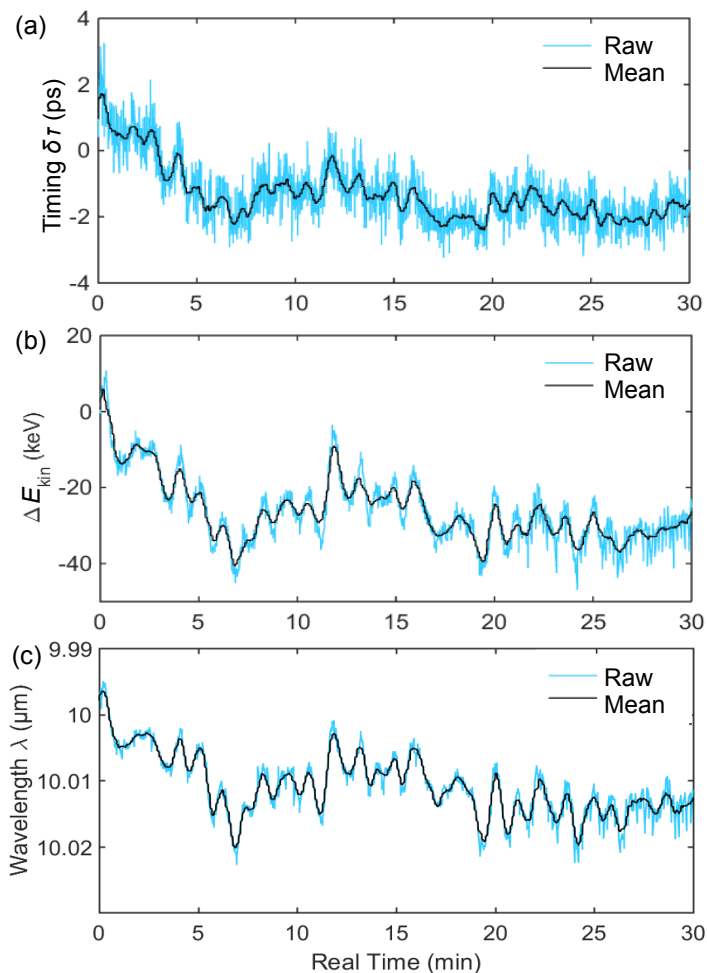 (a)
Timing δτ (ps)
4
2
0
-2
-4
Raw
Mean
0 5 10 15 20 25 30
(b)
ΔE_kin (keV)
20
0
-20
-40
Raw
Mean
0 5 10 15 20 25 30
(c)
Wavelength λ (μm)
9.99
10
10.01
10.02
Raw
Mean
0 5 10 15 20 25 30
Real Time (min)